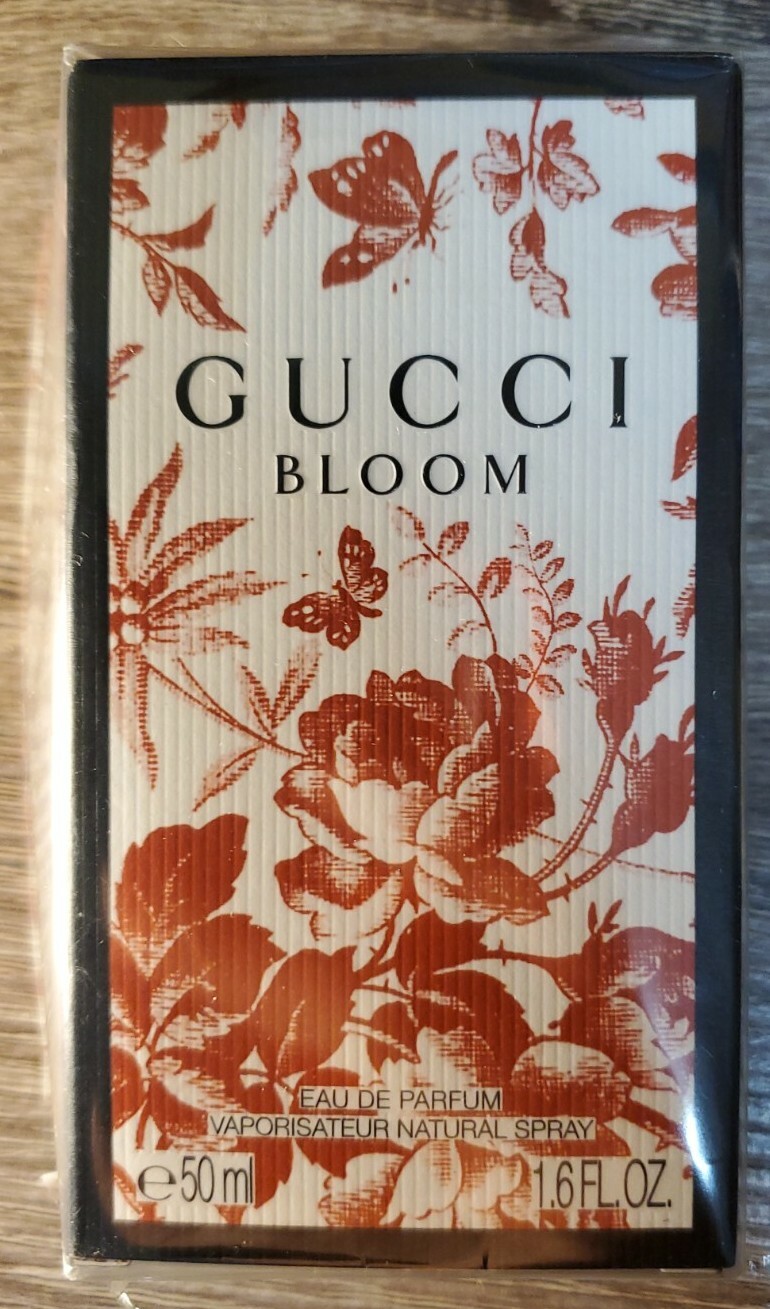 GUCCI
BLOOM
EAU DE PARFUM
VAPORISATEUR NATURAL SPRAY
℮50 ml 1.6 FL. OZ.